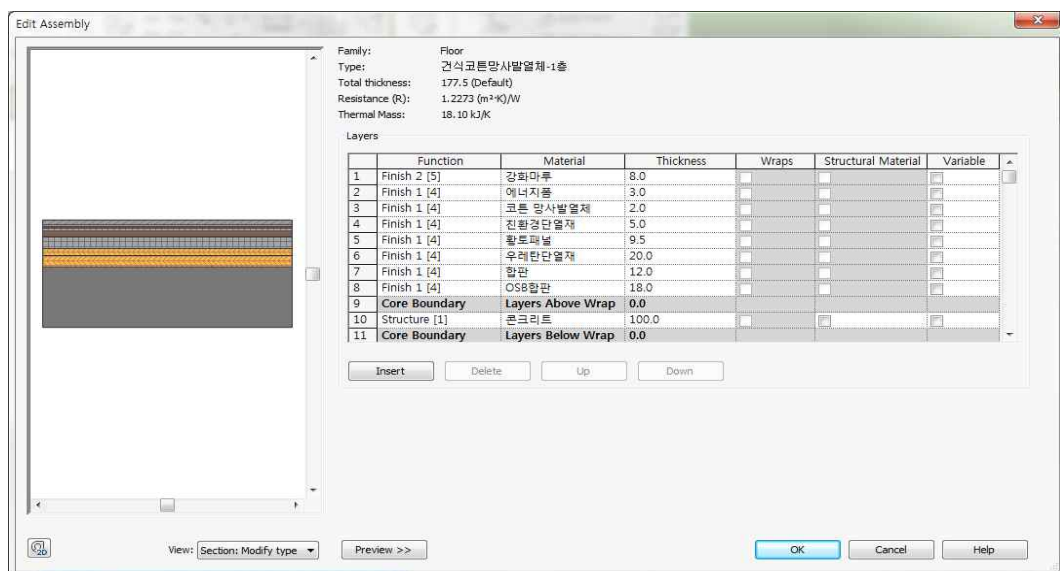 Edit Assembly
Family: Floor
Type: 건식코튼망사발열체-1층
Total thickness: 177.5 (Default)
Resistance (R): 1.2273 (m²·K)/W
Thermal Mass: 18.10 kJ/K
Layers
Function Material Thickness Wraps Structural Material Variable
1 Finish 2 [5] 강화마루 8.0
2 Finish 1 [4] 에너지폼 3.0
3 Finish 1 [4] 코튼 망사발열체 2.0
4 Finish 1 [4] 친환경단열재 5.0
5 Finish 1 [4] 황토패널 9.5
6 Finish 1 [4] 우레탄단열재 20.0
7 Finish 1 [4] 합판 12.0
8 Finish 1 [4] OSB합판 18.0
9 Core Boundary Layers Above Wrap 0.0
10 Structure [1] 콘크리트 100.0
11 Core Boundary Layers Below Wrap 0.0
Insert Delete Up Down
2D View: Section: Modify type Preview >> OK Cancel Help